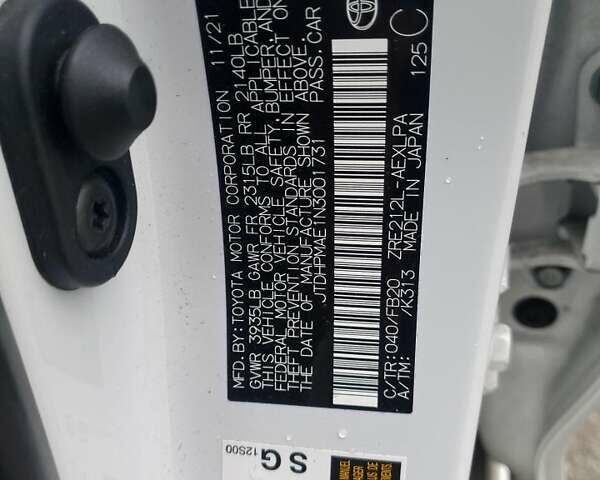 MFD. BY: TOYOTA MOTOR CORPORATION 11/21
GVWR 3935LB GAWR FR 2315LB RR 2140LB
THIS VEHICLE CONFORMS TO ALL APPLICABLE
FEDERAL MOTOR VEHICLE SAFETY, BUMPER, AND
THEFT PREVENTION STANDARDS IN EFFECT ON
THE DATE OF MANUFACTURE SHOWN ABOVE.
JTDHPMAE1N3001731 PASS.CAR
C/TR: 040/FB20 ZRE212L-AEXLPA 125 C
A/TM: /K313 MADE IN JAPAN
SG
12S00
MANUEL